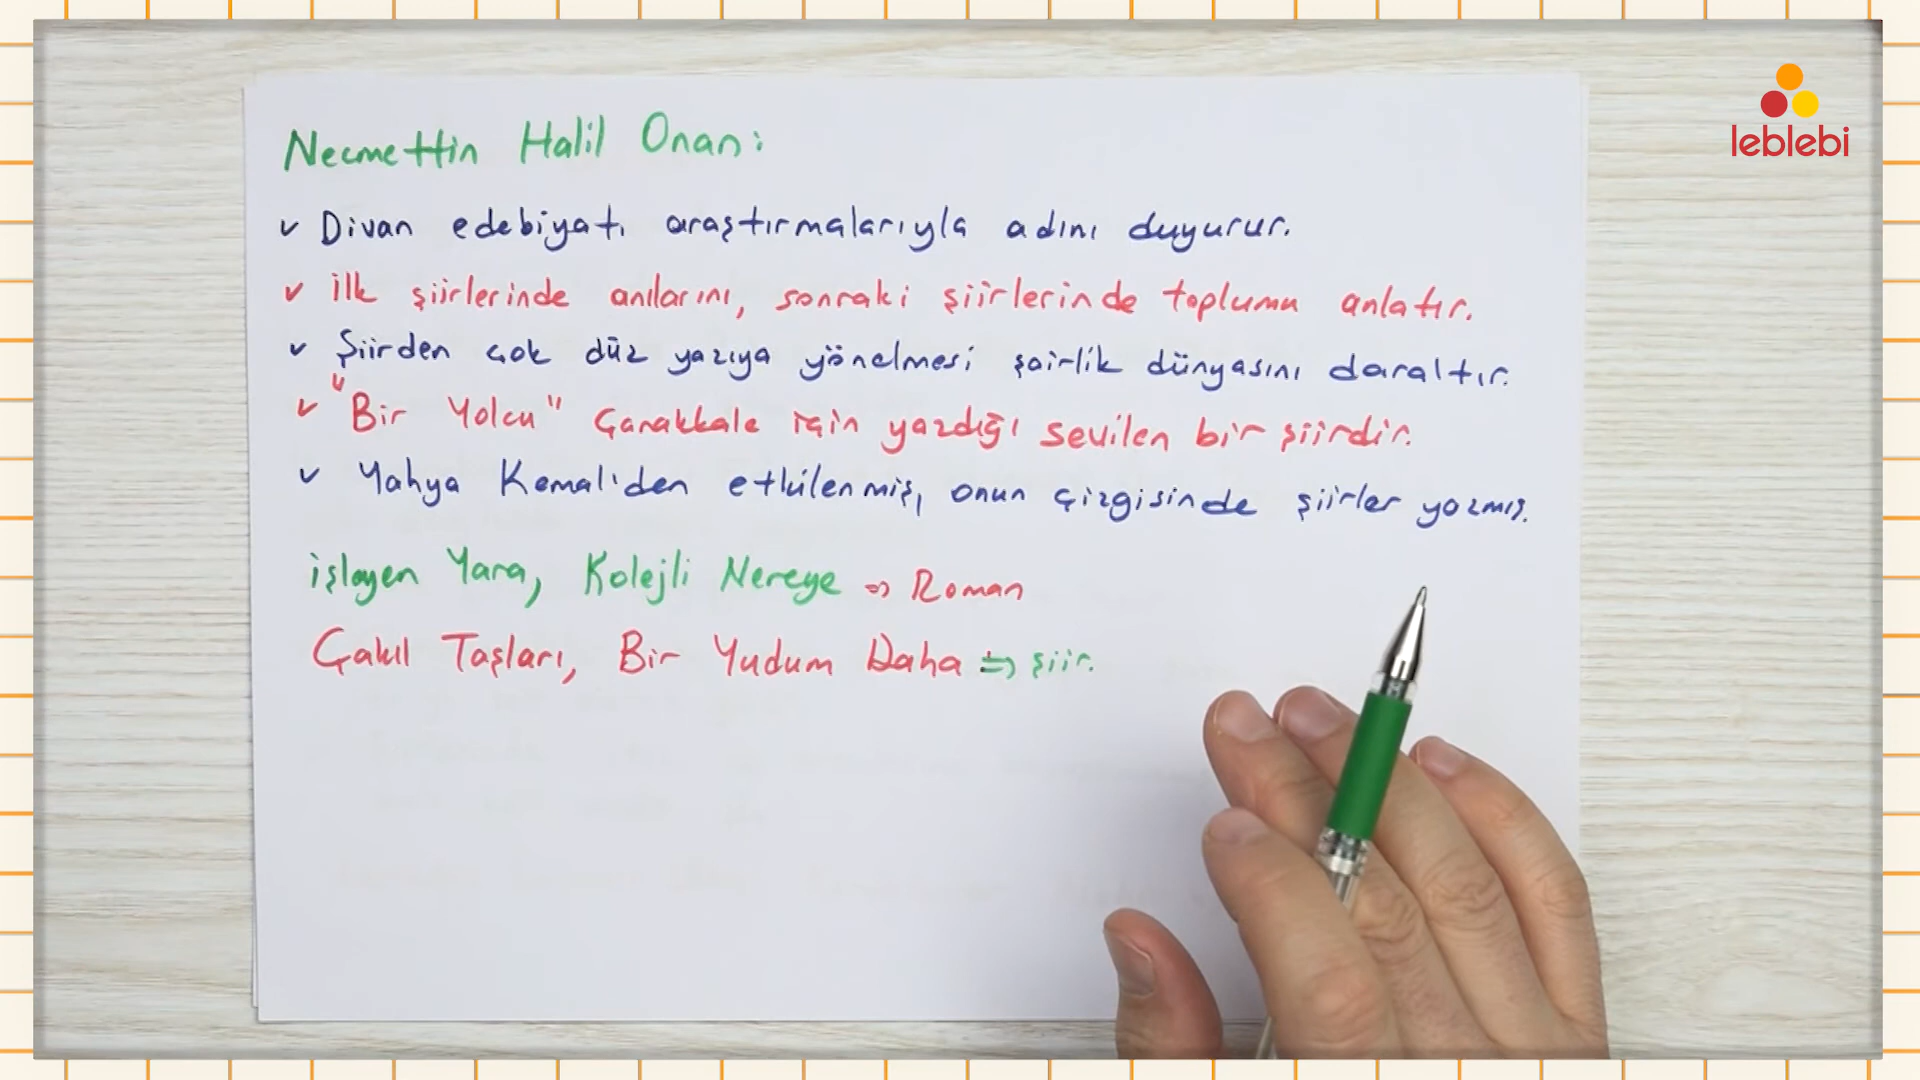 leblebi
Necmettin Halil Onan:
✓ Divan edebiyatı araştırmalarıyla adını duyurur.
✓ İlk şiirlerinde anılarını, sonraki şiirlerinde toplumu anlatır.
✓ Şiirden çok düz yazıya yönelmesi şairlik dünyasını daraltır.
✓ "Bir Yolcu" Çanakkale için yazdığı sevilen bir şiirdir.
✓ Yahya Kemal'den etkilenmiş, onun çizgisinde şiirler yazmış.
işleyen Yara, Kolejli Nereye ⇒ Roman
Çakıl Taşları, Bir Yudum Daha ⇒ şiir.